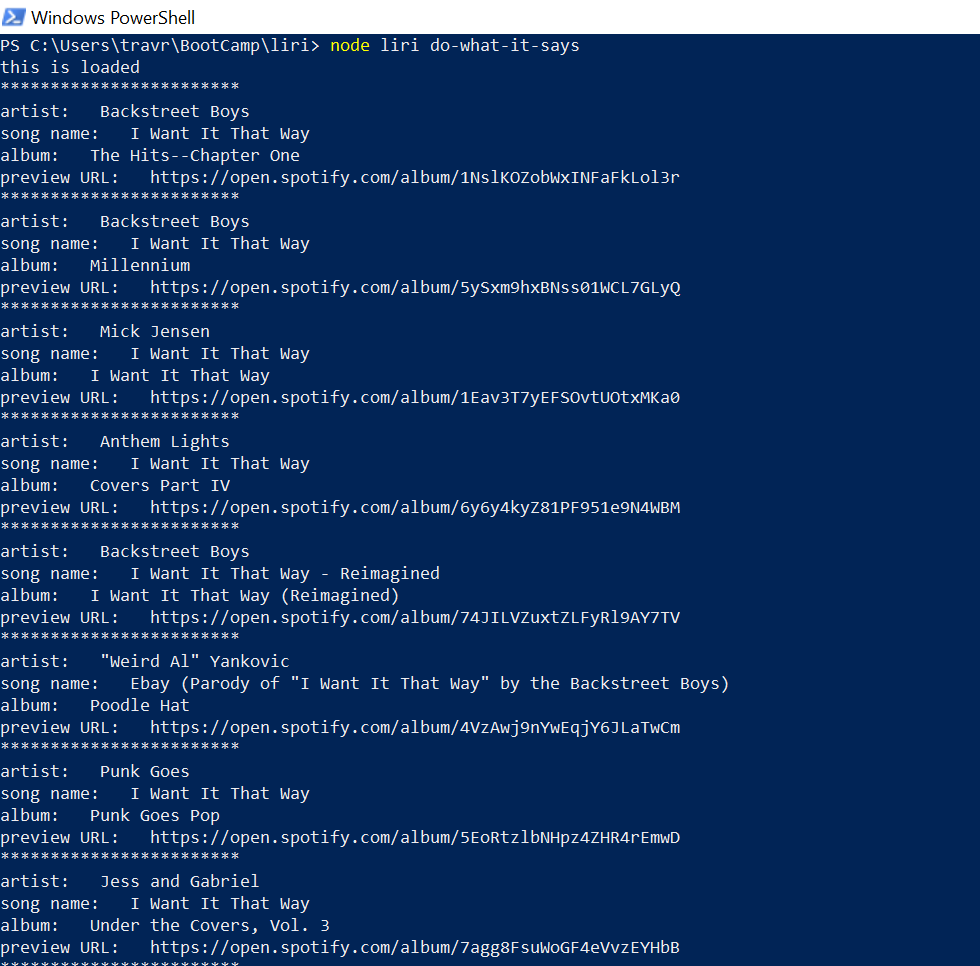 Windows PowerShell
PS C:\Users\travr\BootCamp\liri> node liri do-what-it-says
this is loaded
************************
artist:   Backstreet Boys
song name:   I Want It That Way
album:   The Hits--Chapter One
preview URL:   https://open.spotify.com/album/1NslKOZobWxINFaFkLol3r
************************
artist:   Backstreet Boys
song name:   I Want It That Way
album:   Millennium
preview URL:   https://open.spotify.com/album/5ySxm9hxBNss01WCL7GLyQ
************************
artist:   Mick Jensen
song name:   I Want It That Way
album:   I Want It That Way
preview URL:   https://open.spotify.com/album/1Eav3T7yEFSOvtUOtxMKa0
************************
artist:   Anthem Lights
song name:   I Want It That Way
album:   Covers Part IV
preview URL:   https://open.spotify.com/album/6y6y4kyZ81PF951e9N4WBM
************************
artist:   Backstreet Boys
song name:   I Want It That Way - Reimagined
album:   I Want It That Way (Reimagined)
preview URL:   https://open.spotify.com/album/74JILVZuxtZLFyRl9AY7TV
************************
artist:   "Weird Al" Yankovic
song name:   Ebay (Parody of "I Want It That Way" by the Backstreet Boys)
album:   Poodle Hat
preview URL:   https://open.spotify.com/album/4VzAwj9nYwEqjY6JLaTwCm
************************
artist:   Punk Goes
song name:   I Want It That Way
album:   Punk Goes Pop
preview URL:   https://open.spotify.com/album/5EoRtzlbNHpz4ZHR4rEmwD
************************
artist:   Jess and Gabriel
song name:   I Want It That Way
album:   Under the Covers, Vol. 3
preview URL:   https://open.spotify.com/album/7agg8FsuWoGF4eVvzEYHbB
************************